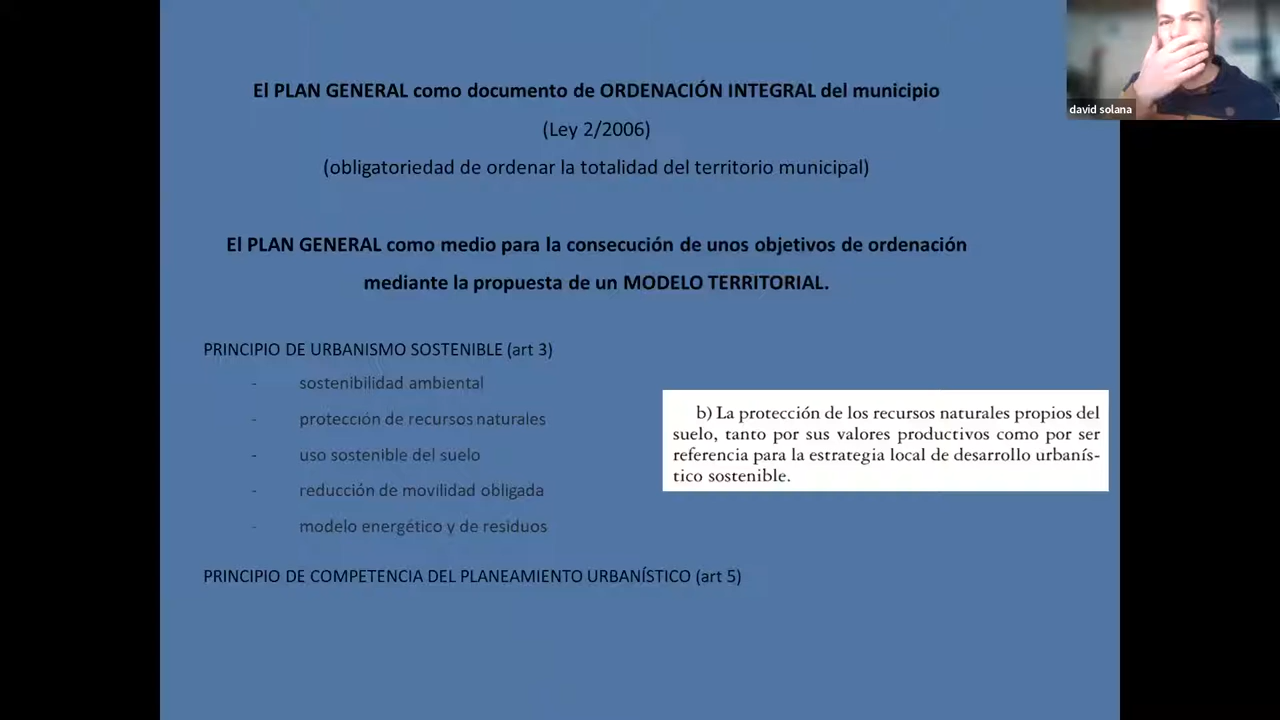 El PLAN GENERAL como documento de ORDENACIÓN INTEGRAL del municipio
(Ley 2/2006)
(obligatoriedad de ordenar la totalidad del territorio municipal)
El PLAN GENERAL como medio para la consecución de unos objetivos de ordenación
mediante la propuesta de un MODELO TERRITORIAL.
PRINCIPIO DE URBANISMO SOSTENIBLE (art 3)
- sostenibilidad ambiental
- protección de recursos naturales
- uso sostenible del suelo
- reducción de movilidad obligada
- modelo energético y de residuos
b) La protección de los recursos naturales propios del
suelo, tanto por sus valores productivos como por ser
referencia para la estrategia local de desarrollo urbanís-
tico sostenible.
PRINCIPIO DE COMPETENCIA DEL PLANEAMIENTO URBANÍSTICO (art 5)
david solana